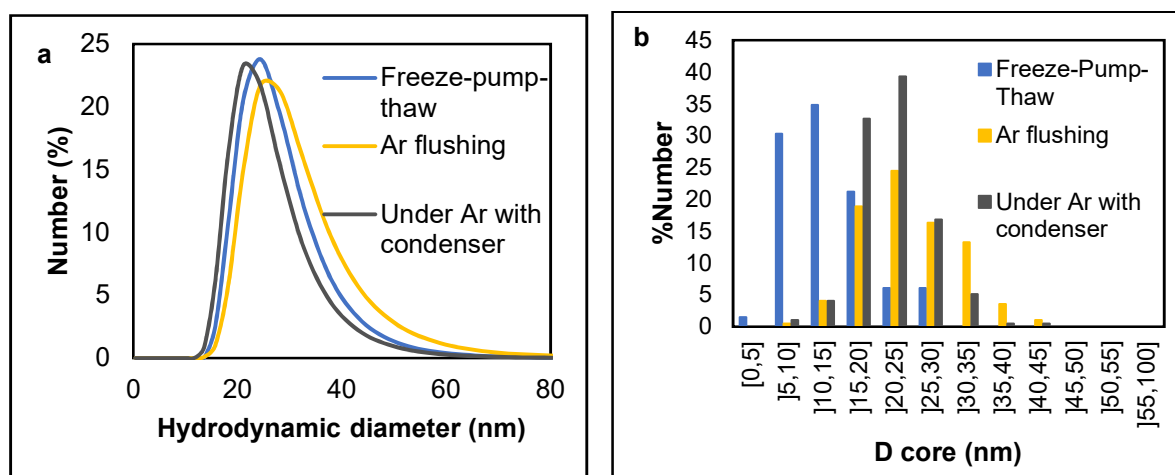 a
25
20
15
10
5
0
Number (%)
Freeze-pump-
thaw
Ar flushing
Under Ar with
condenser
0 20 40 60 80
Hydrodynamic diameter (nm)
b
45
40
35
30
25
20
15
10
5
0
%Number
Freeze-Pump-
Thaw
Ar flushing
Under Ar with
condenser
[0,5]
]5,10]
]10,15]
]15,20]
]20,25]
]25,30]
]30,35]
]35,40]
]40,45]
]45,50]
]50,55]
]55,100]
D core (nm)